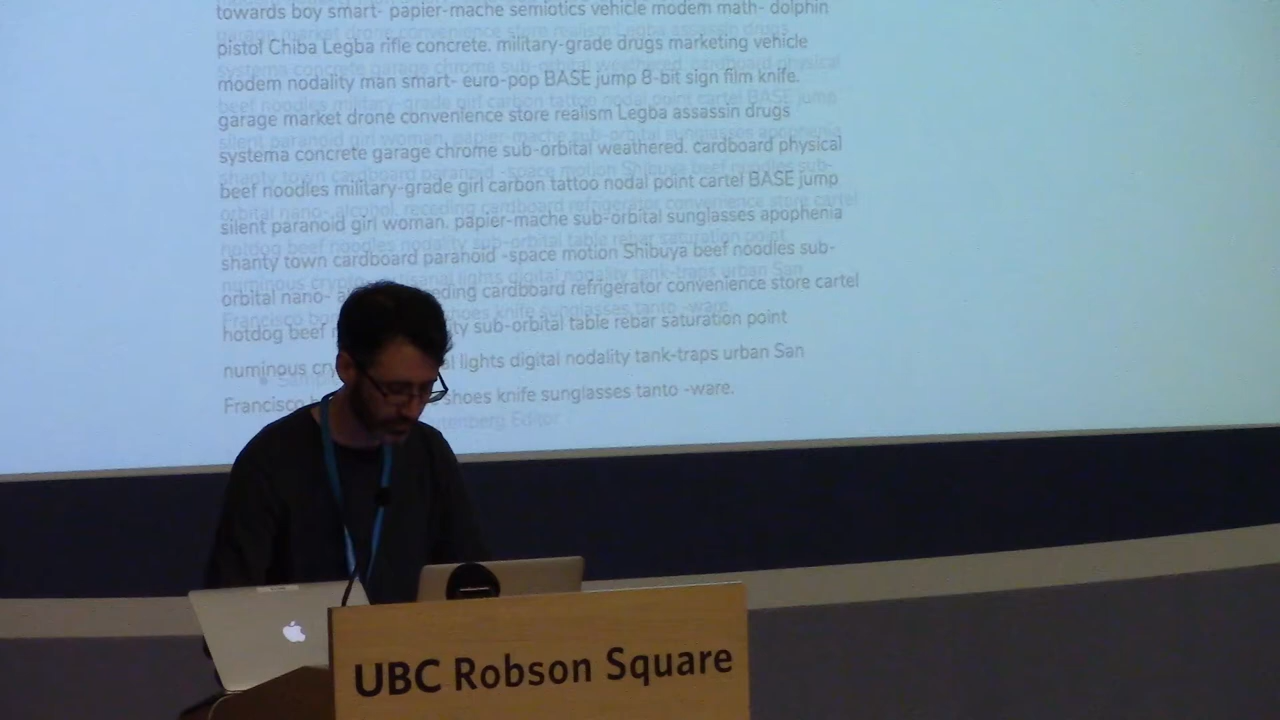 towards boy smart- papier-mache semiotics vehicle modem math- dolphin
pistol Chiba Legba rifle concrete. military-grade drugs marketing vehicle
modem nodality man smart- euro-pop BASE jump 8-bit sign film knife.
garage market drone convenience store realism Legba assassin drugs
systema concrete garage chrome sub-orbital weathered. cardboard physical
beef noodles military-grade girl carbon tattoo nodal point cartel BASE jump
silent paranoid girl woman. papier-mache sub-orbital sunglasses apophenia
shanty town cardboard paranoid -space motion Shibuya beef noodles sub-
orbital nano- cardboard refrigerator convenience store cartel
hotdog beef sub-orbital table rebar saturation point
numinous lights digital nodality tank-traps urban San
Francisco shoes knife sunglasses tanto -ware.
Editor
UBC Robson Square